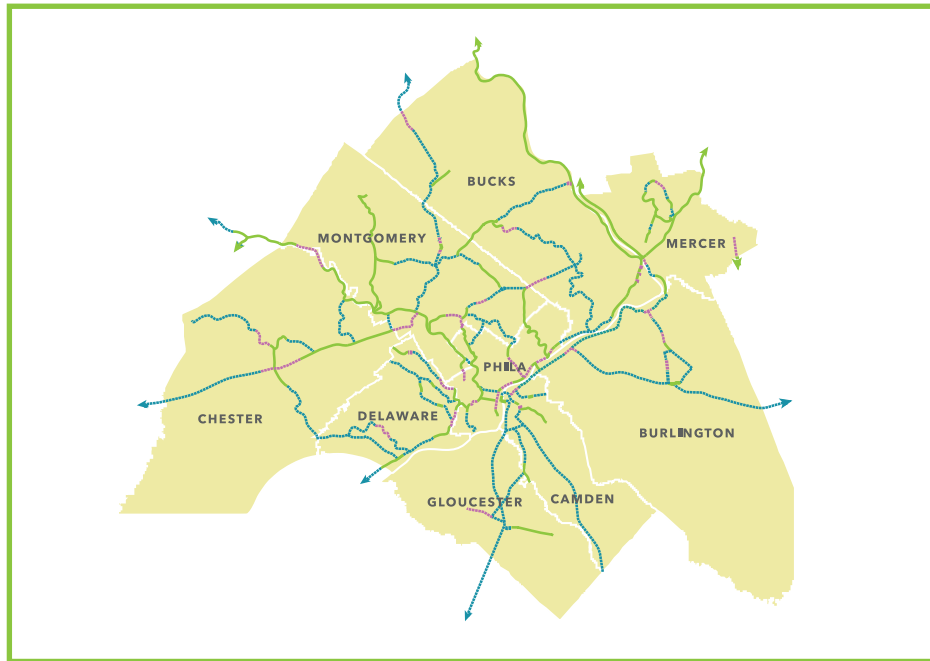 BUCKS
MONTGOMERY
MERCER
PHILA
CHESTER
DELAWARE
BURLINGTON
GLOUCESTER
CAMDEN